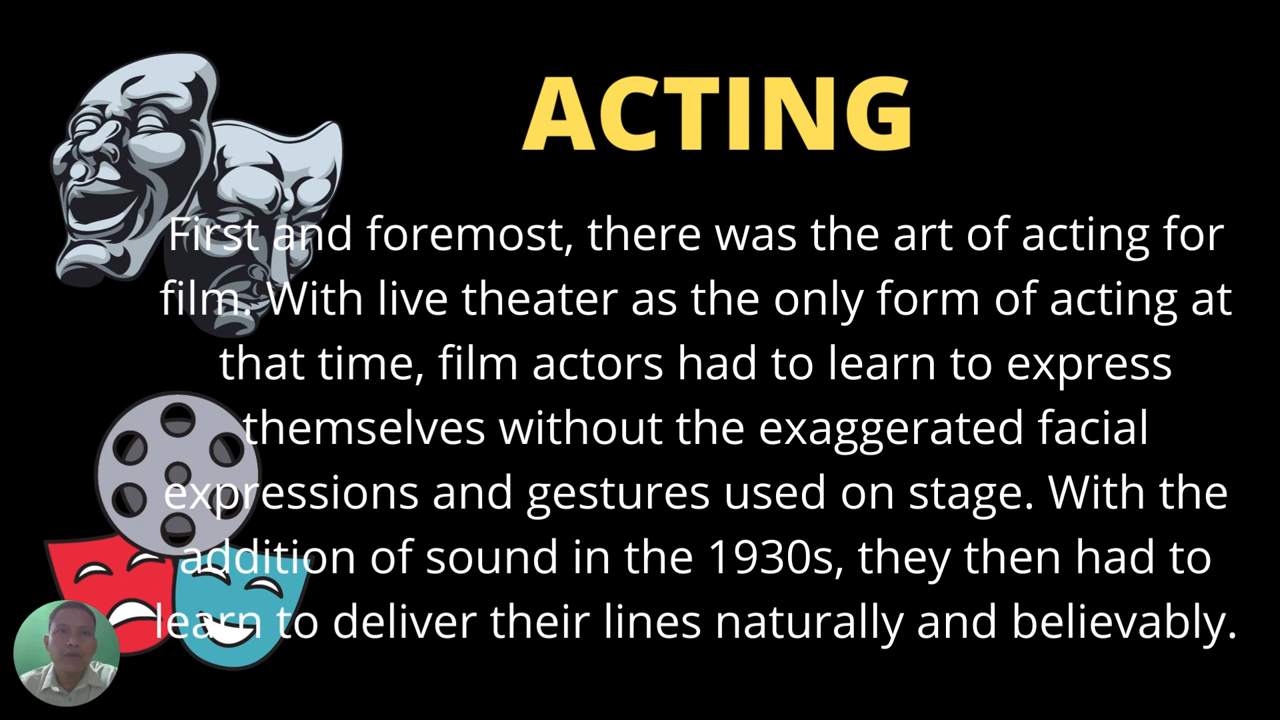 ACTING
First and foremost, there was the art of acting for
film. With live theater as the only form of acting at
that time, film actors had to learn to express
themselves without the exaggerated facial
expressions and gestures used on stage. With the
addition of sound in the 1930s, they then had to
learn to deliver their lines naturally and believably.